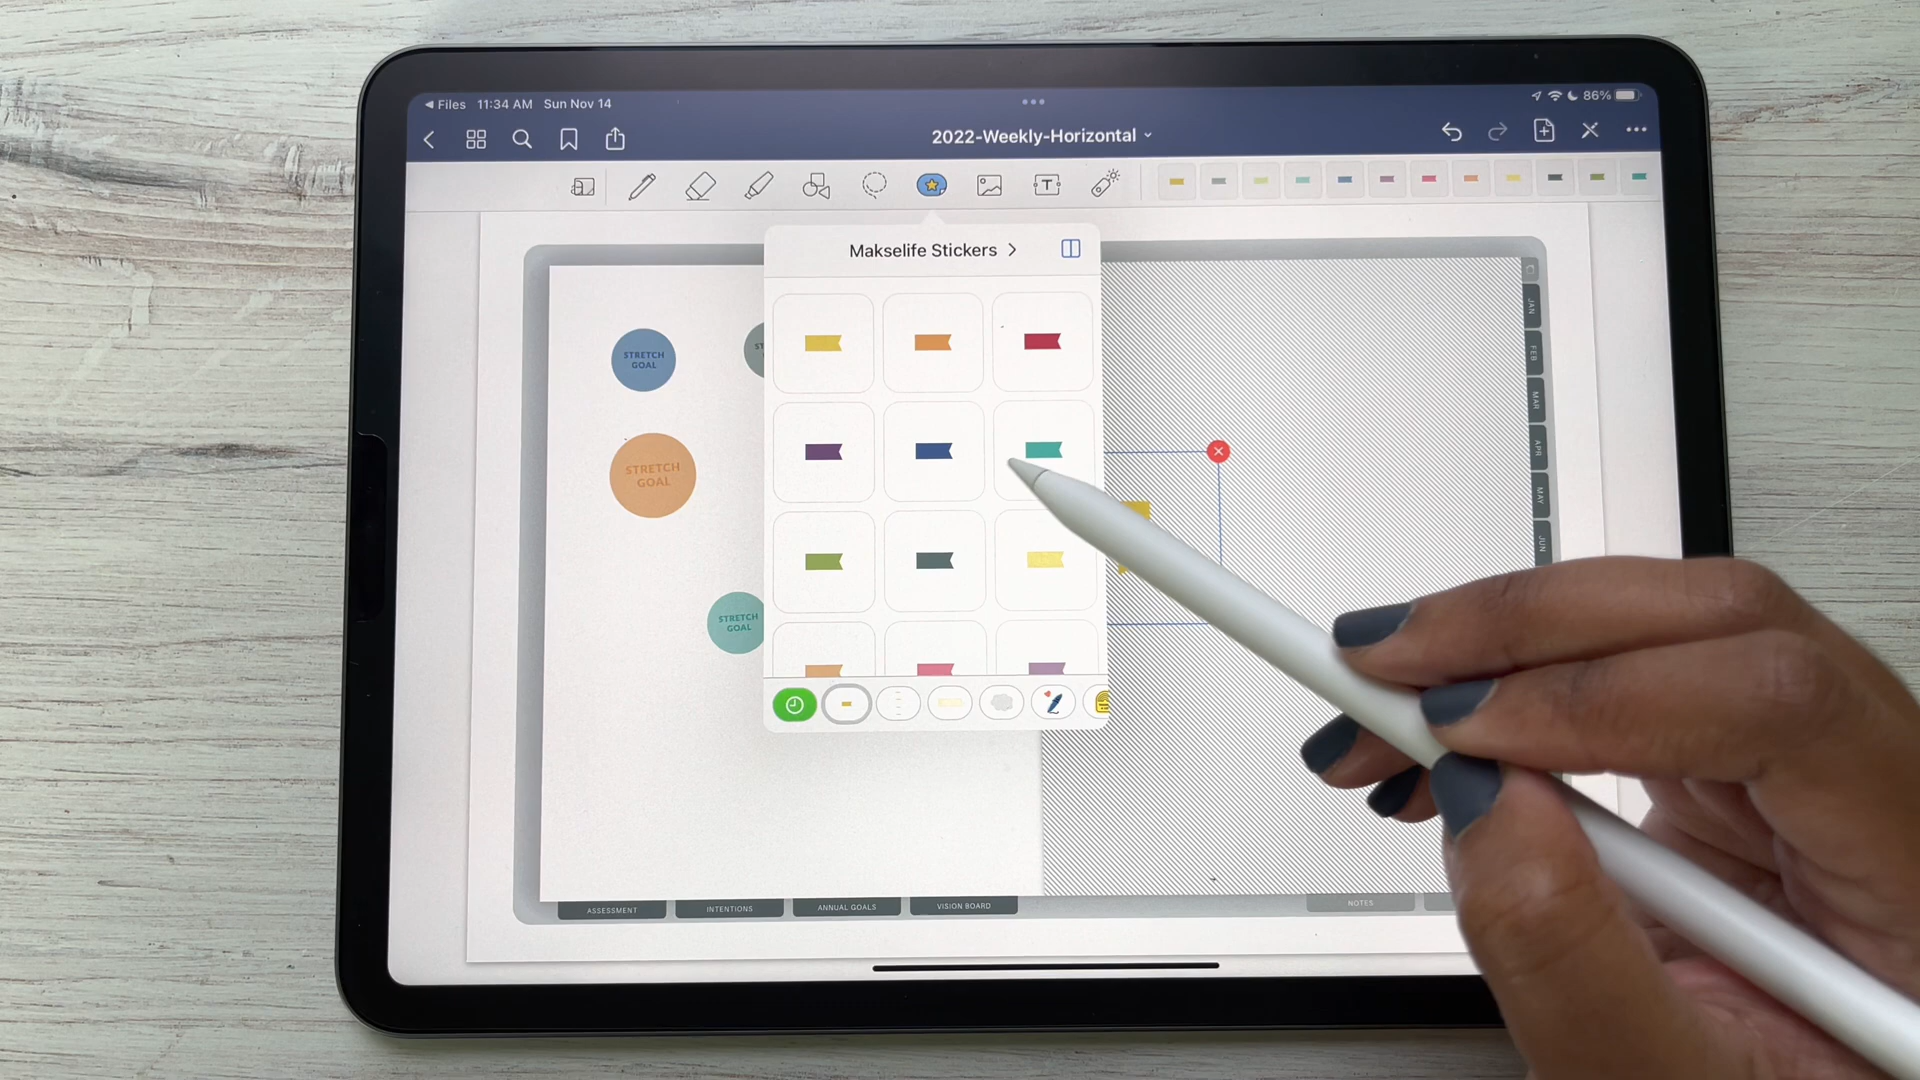 Files 11:34 AM Sun Nov 14
86%
2022-Weekly-Horizontal
T
Makselife Stickers
STRETCH
GOAL
STRETCH
GOAL
STRETCH
GOAL
JAN
FEB
MAR
APR
MAY
JUN
ASSESSMENT
INTENTIONS
ANNUAL GOALS
VISION BOARD
NOTES